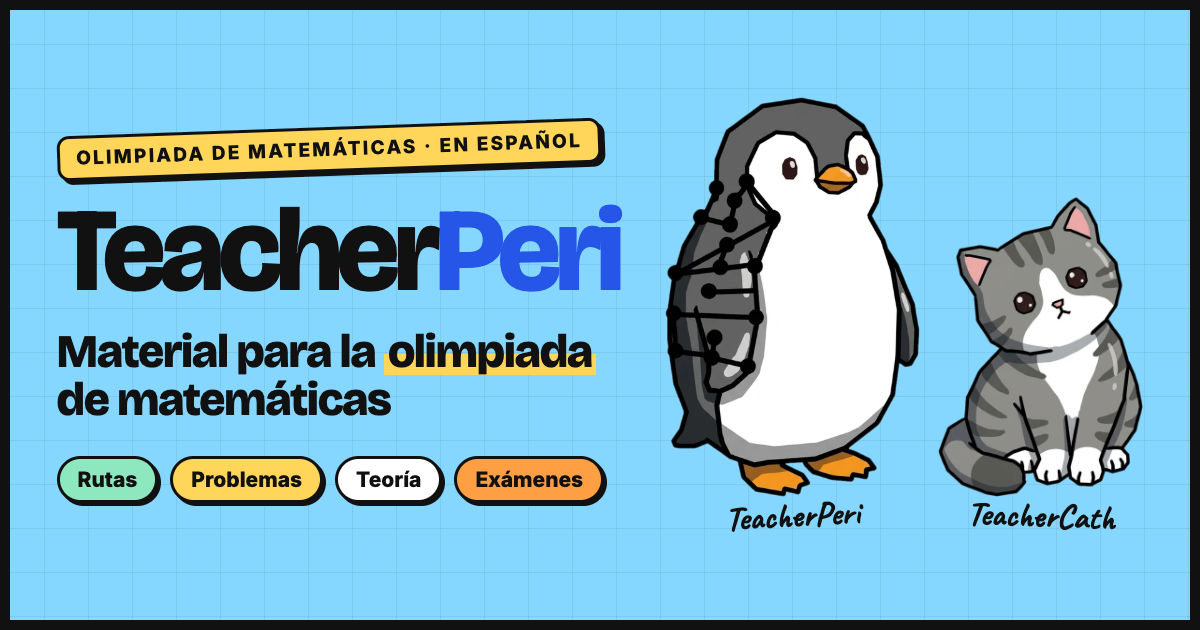 OLIMPIADA DE MATEMÁTICAS · EN ESPAÑOL
TeacherPeri
Material para la olimpiada
de matemáticas
Rutas
Problemas
Teoría
Exámenes
TeacherPeri
TeacherCath